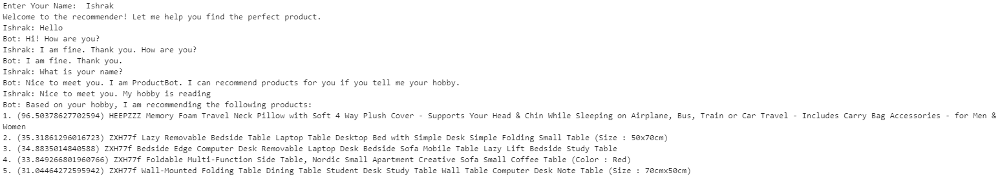 Enter Your Name:  Ishrak
Welcome to the recommender! Let me help you find the perfect product.
Ishrak: Hello
Bot: Hi! How are you?
Ishrak: I am fine. Thank you. How are you?
Bot: I am fine. Thank you.
Ishrak: What is your name?
Bot: Nice to meet you. I am ProductBot. I can recommend products for you if you tell me your hobby.
Ishrak: Nice to meet you. My hobby is reading
Bot: Based on your hobby, I am recommending the following products:
1. (96.50378627702594) HEEPZZZ Memory Foam Travel Neck Pillow with Soft 4 Way Plush Cover - Supports Your Head & Chin While Sleeping on Airplane, Bus, Train or Car Travel - Includes Carry Bag Accessories - for Men &
Women
2. (35.31861296016723) ZXH77f Lazy Removable Bedside Table Laptop Table Desktop Bed with Simple Desk Simple Folding Small Table (Size : 50x70cm)
3. (34.8835014840588) ZXH77f Bedside Edge Computer Desk Removable Laptop Desk Bedside Sofa Mobile Table Lazy Lift Bedside Study Table
4. (33.849266801960766) ZXH77f Foldable Multi-Function Side Table, Nordic Small Apartment Creative Sofa Small Coffee Table (Color : Red)
5. (31.04464272595942) ZXH77f Wall-Mounted Folding Table Dining Table Student Desk Study Table Wall Table Computer Desk Note Table (Size : 70cmx50cm)